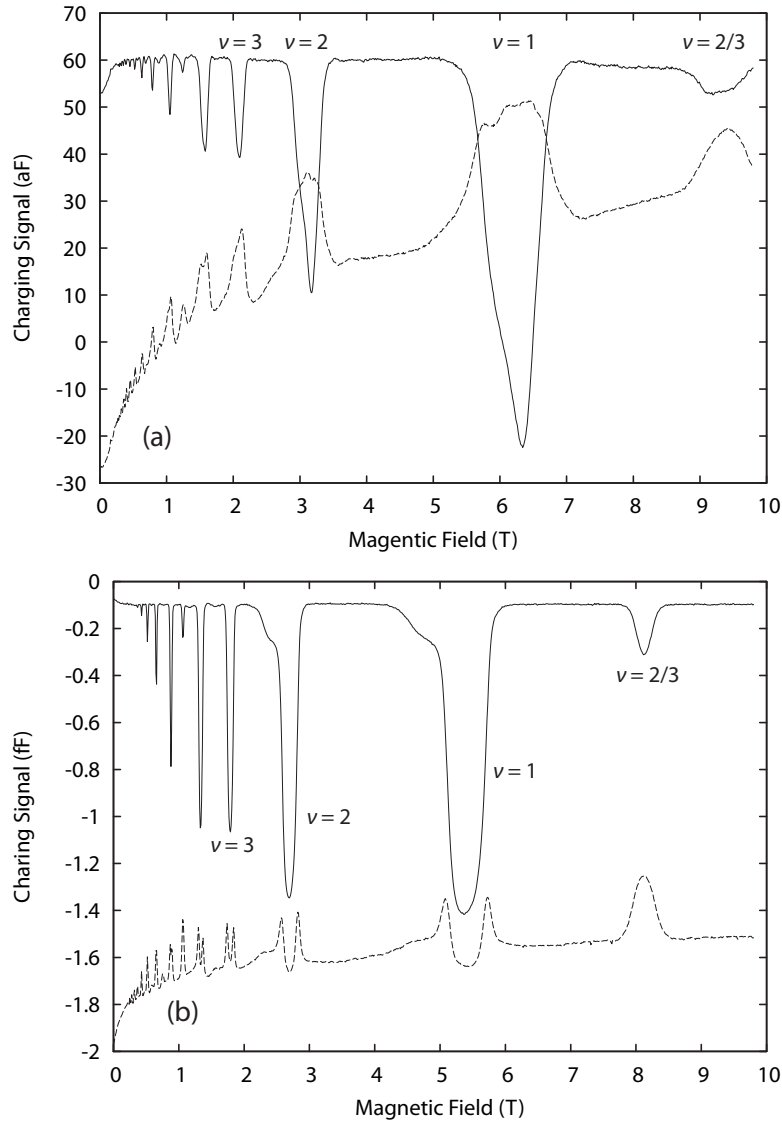 70
60
50
40
30
20
10
0
-10
-20
-30
Charging Signal (aF)
ν = 3
ν = 2
ν = 1
ν = 2/3
(a)
0 1 2 3 4 5 6 7 8 9 10
Magentic Field (T)
0
-0.2
-0.4
-0.6
-0.8
-1
-1.2
-1.4
-1.6
-1.8
-2
Charing Signal (fF)
ν = 2/3
ν = 1
ν = 2
ν = 3
(b)
0 1 2 3 4 5 6 7 8 9 10
Magnetic Field (T)